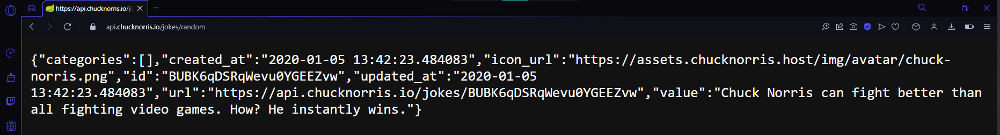 https://api.chucknorris.io/jo
api.chucknorris.io/jokes/random
{"categories":[],"created_at":"2020-01-05 13:42:23.484083","icon_url":"https://assets.chucknorris.host/img/avatar/chuck-
norris.png","id":"BUBK6qDSRqWevu0YGEEZvw","updated_at":"2020-01-05
13:42:23.484083","url":"https://api.chucknorris.io/jokes/BUBK6qDSRqWevu0YGEEZvw","value":"Chuck Norris can fight better than
all fighting video games. How? He instantly wins."}